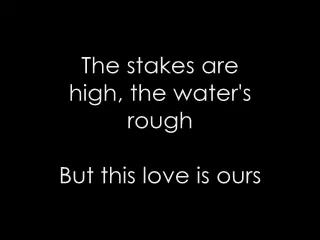 The stakes are
high, the water's
rough
But this love is ours